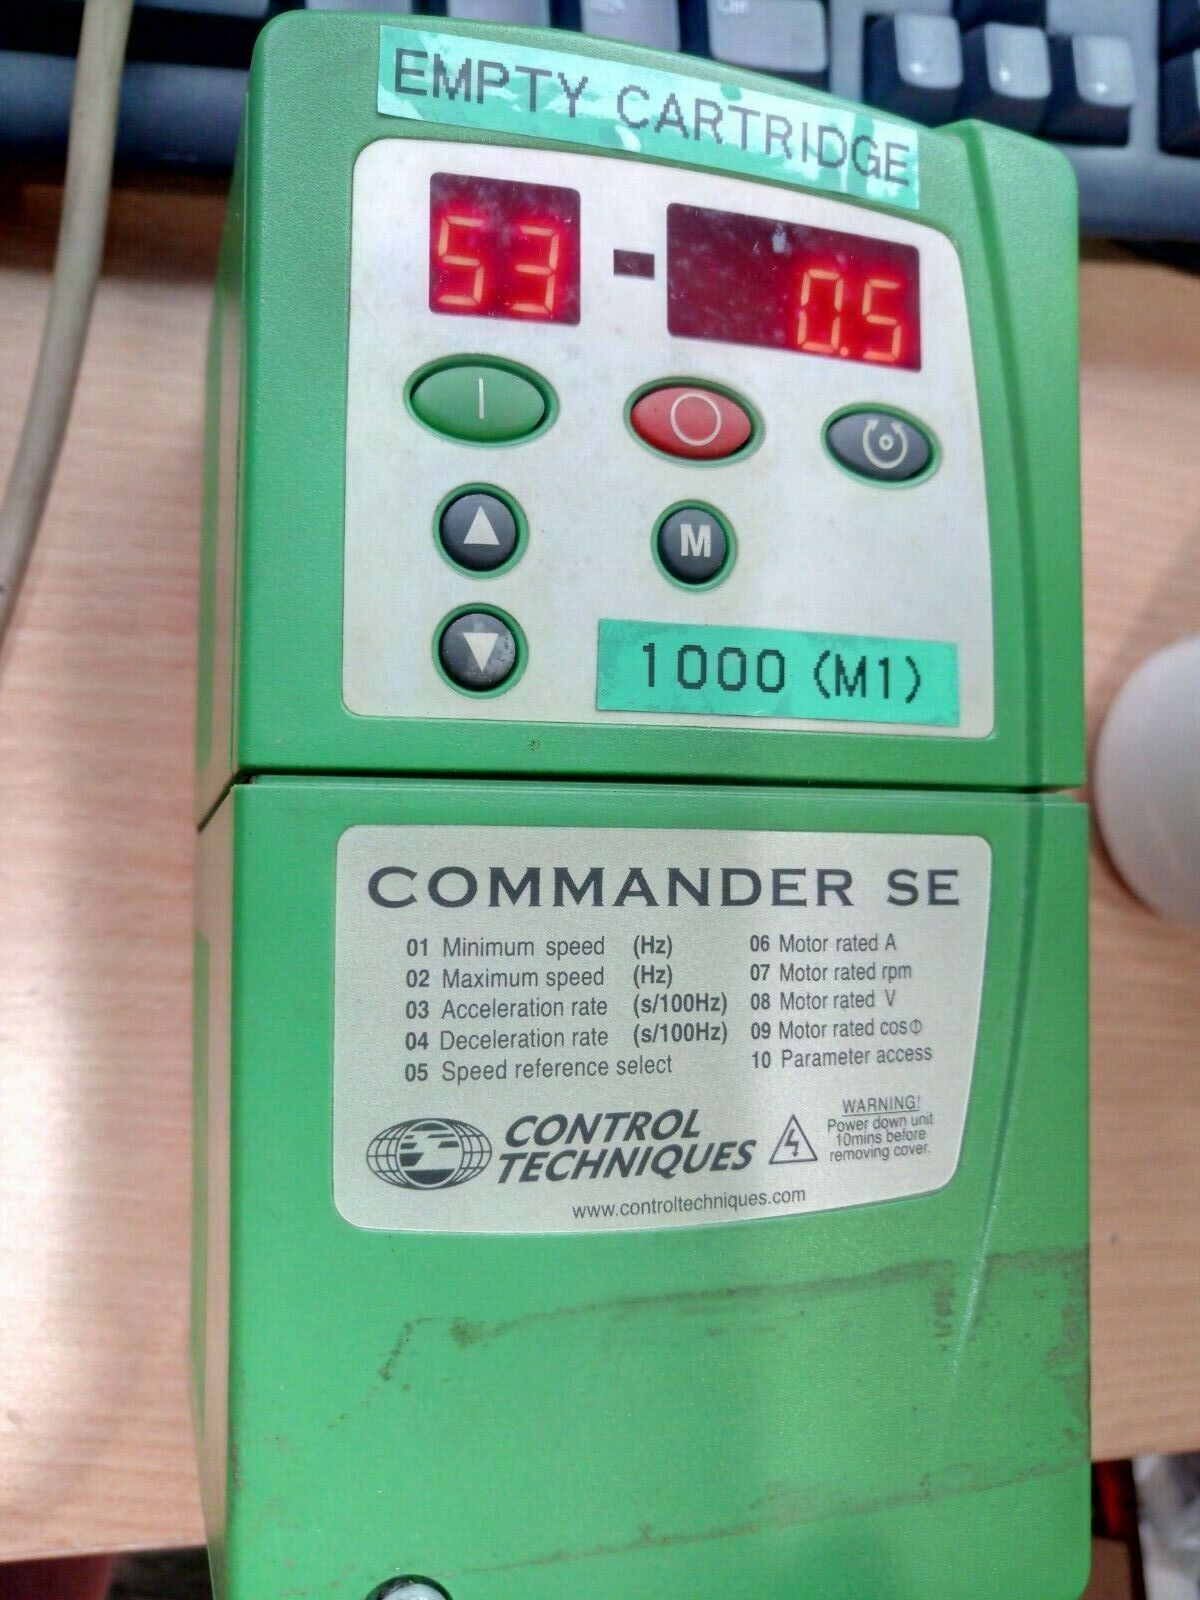 EMPTY CARTRIDGE
53 - 0.5
M
1000 (M1)
COMMANDER SE
01 Minimum speed (Hz)
02 Maximum speed (Hz)
03 Acceleration rate (s/100Hz)
04 Deceleration rate (s/100Hz)
05 Speed reference select
06 Motor rated A
07 Motor rated rpm
08 Motor rated V
09 Motor rated cosΦ
10 Parameter access
CONTROL
TECHNIQUES
WARNING!
Power down unit
10mins before
removing cover.
www.controltechniques.com